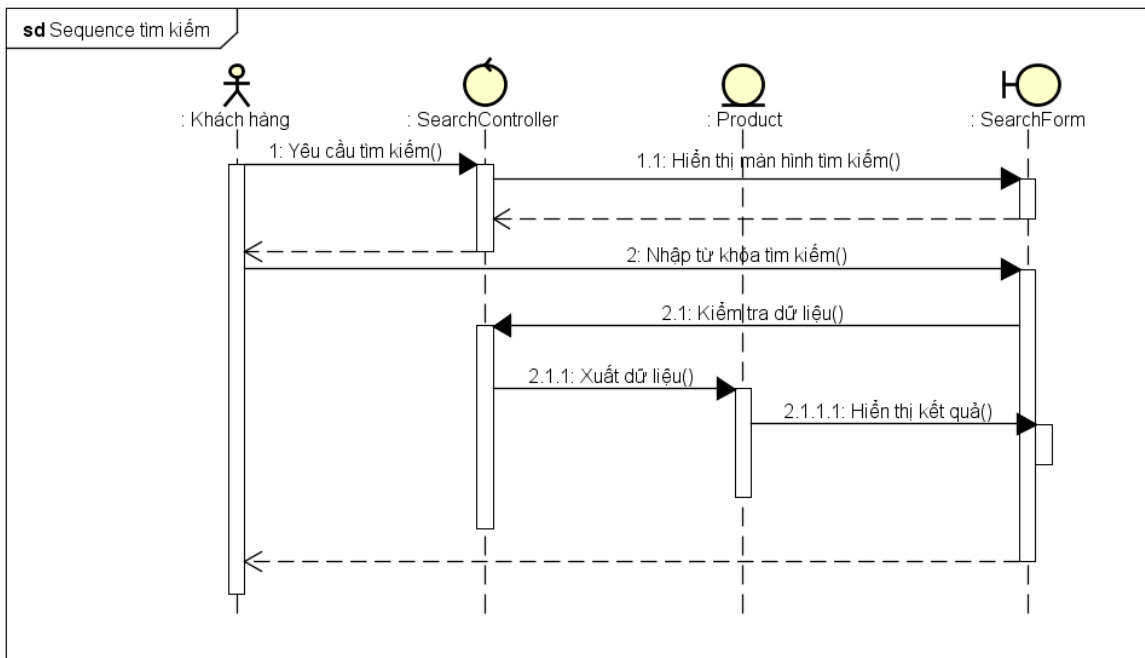 sd Sequence tìm kiếm
: Khách hàng
: SearchController
: Product
: SearchForm
1: Yêu cầu tìm kiếm()
1.1: Hiển thị màn hình tìm kiếm()
2: Nhập từ khóa tìm kiếm()
2.1: Kiểm tra dữ liệu()
2.1.1: Xuất dữ liệu()
2.1.1.1: Hiển thị kết quả()